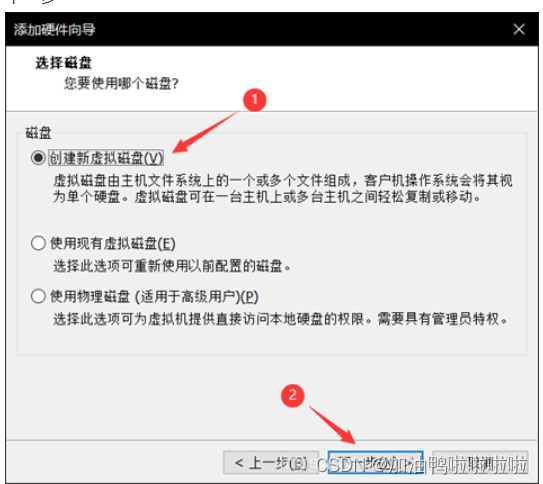 添加硬件向导
选择磁盘
您要使用哪个磁盘?
1
磁盘
创建新虚拟磁盘(V)
虚拟磁盘由主机文件系统上的一个或多个文件组成，客户机操作系统会将其视
为单个硬盘。虚拟磁盘可在一台主机上或多台主机之间轻松复制或移动。
使用现有虚拟磁盘(E)
选择此选项可重新使用以前配置的磁盘。
使用物理磁盘 (适用于高级用户)(P)
选择此选项可为虚拟机提供直接访问本地硬盘的权限。需要具有管理员特权。
2
< 上一步(B)
下一步(N) >
取消
CSDN @加油鸭啦啦啦啦